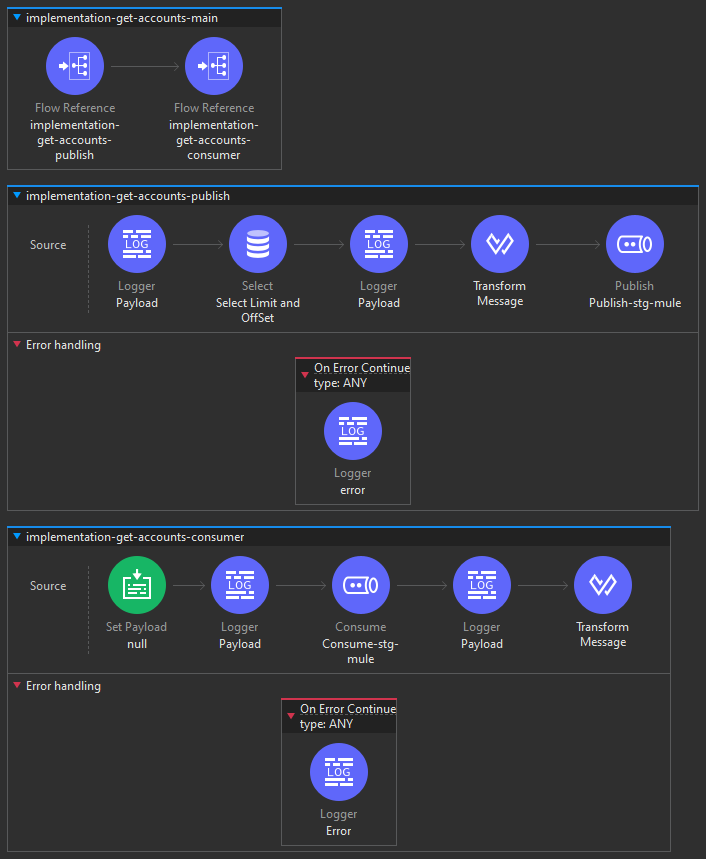 implementation-get-accounts-main
Flow Reference
implementation-
get-accounts-
publish
Flow Reference
implementation-
get-accounts-
consumer
implementation-get-accounts-publish
Source
LOG
Logger
Payload
Select
Select Limit and
OffSet
LOG
Logger
Payload
Transform
Message
Publish
Publish-stg-mule
Error handling
On Error Continue
type: ANY
LOG
Logger
error
implementation-get-accounts-consumer
Source
Set Payload
null
LOG
Logger
Payload
Consume
Consume-stg-
mule
LOG
Logger
Payload
Transform
Message
Error handling
On Error Continue
type: ANY
LOG
Logger
Error